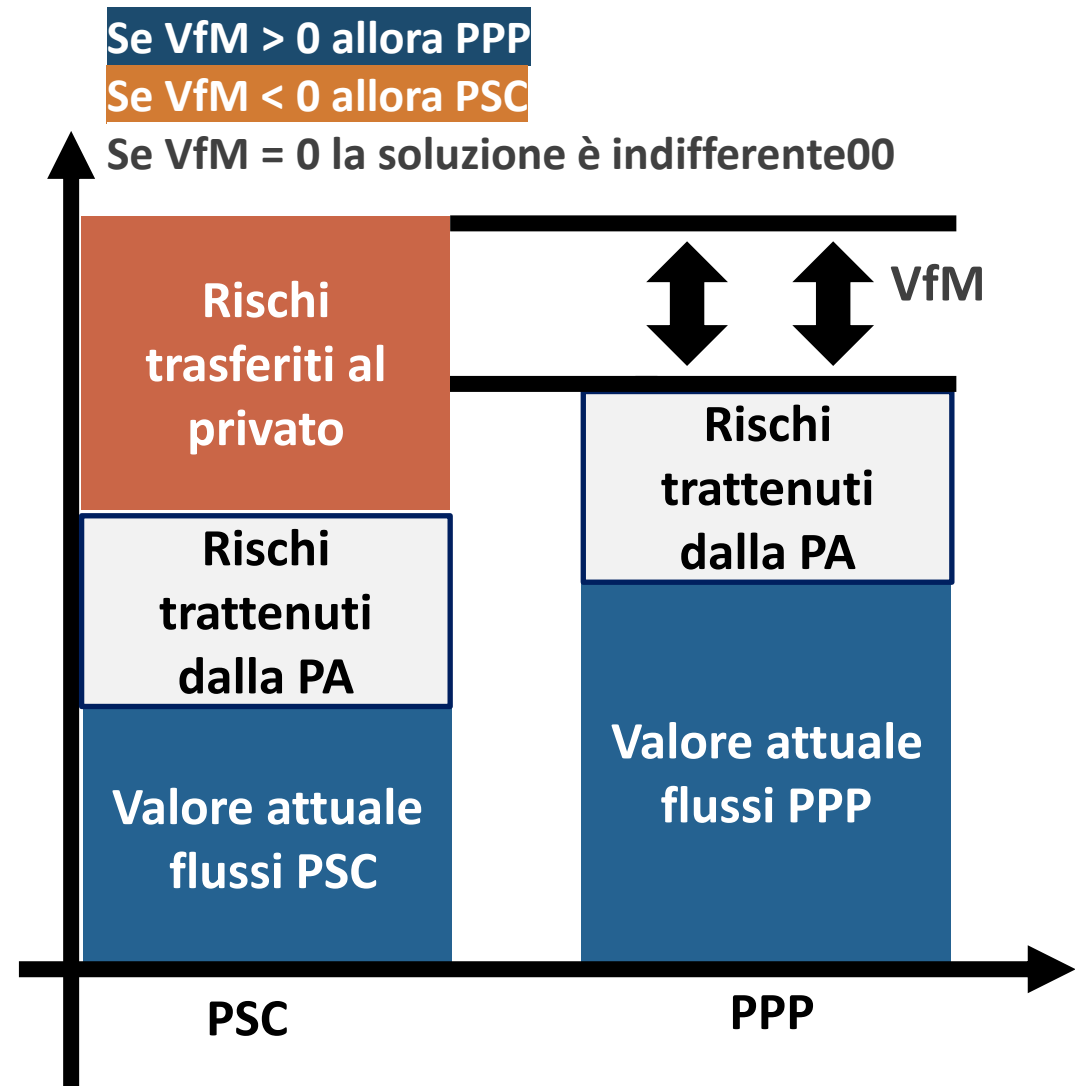 Se VfM > 0 allora PPP
Se VfM < 0 allora PSC
Se VfM = 0 la soluzione è indifferente00
Rischi
trasferiti al
privato
VfM
Rischi
trattenuti
dalla PA
Rischi
trattenuti
dalla PA
Valore attuale
flussi PPP
Valore attuale
flussi PSC
PSC
PPP